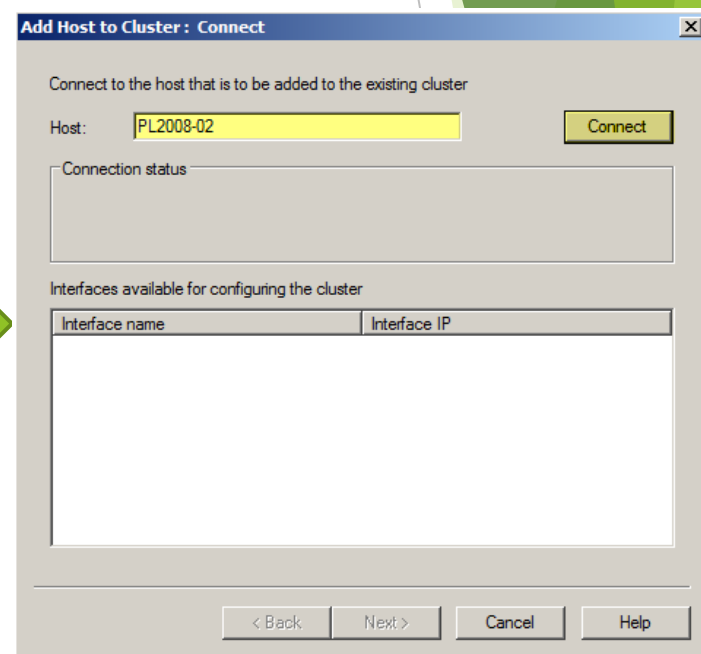 Add Host to Cluster : Connect
Connect to the host that is to be added to the existing cluster
Host: PL2008-02 Connect
Connection status
Interfaces available for configuring the cluster
Interface name Interface IP
< Back Next > Cancel Help